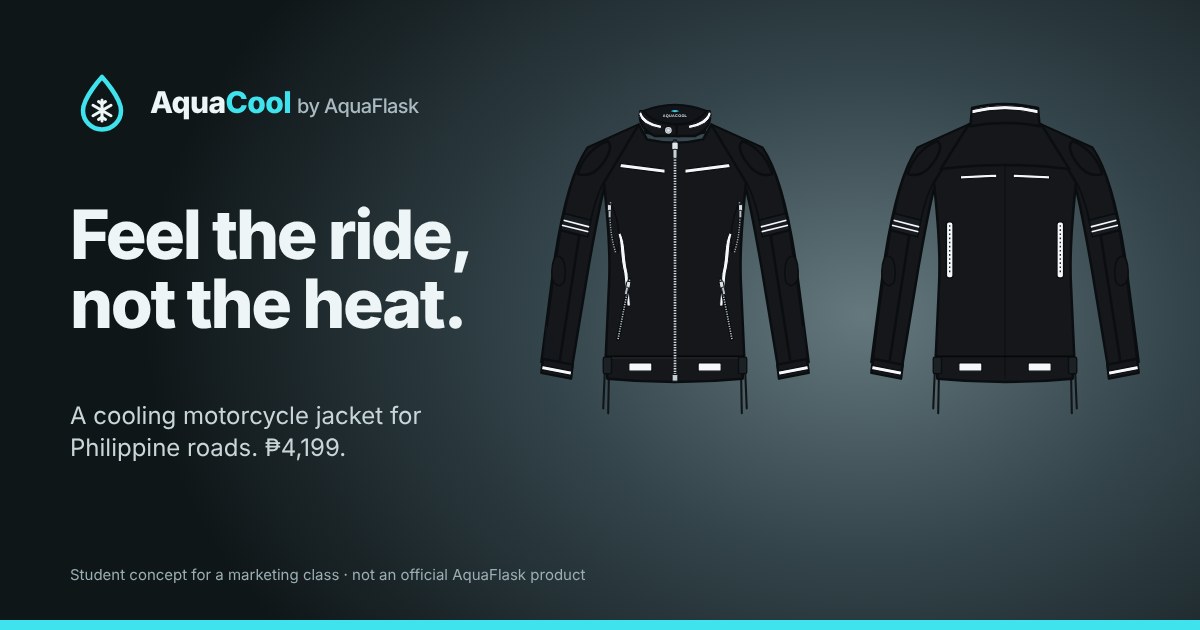 AquaCool by AquaFlask
AQUACOOL
Feel the ride,
not the heat.
A cooling motorcycle jacket for
Philippine roads. ₱4,199.
Student concept for a marketing class · not an official AquaFlask product